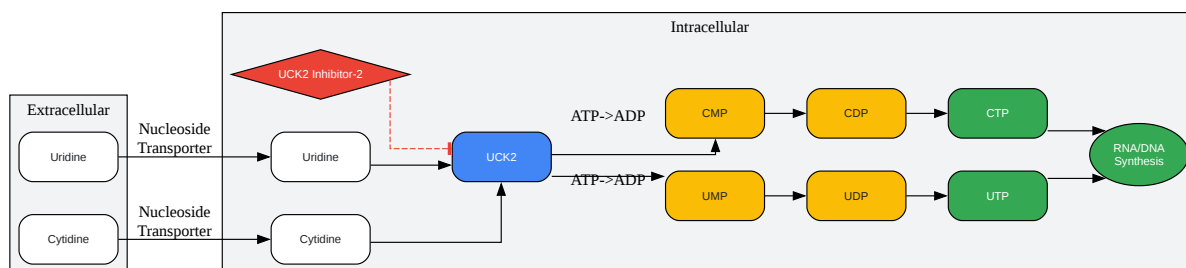 Intracellular
UCK2 Inhibitor-2
Extracellular
Nucleoside
Transporter
Uridine
Uridine
UCK2
ATP->ADP
CMP
CDP
CTP
RNA/DNA
Synthesis
ATP->ADP
UMP
UDP
UTP
Nucleoside
Transporter
Cytidine
Cytidine